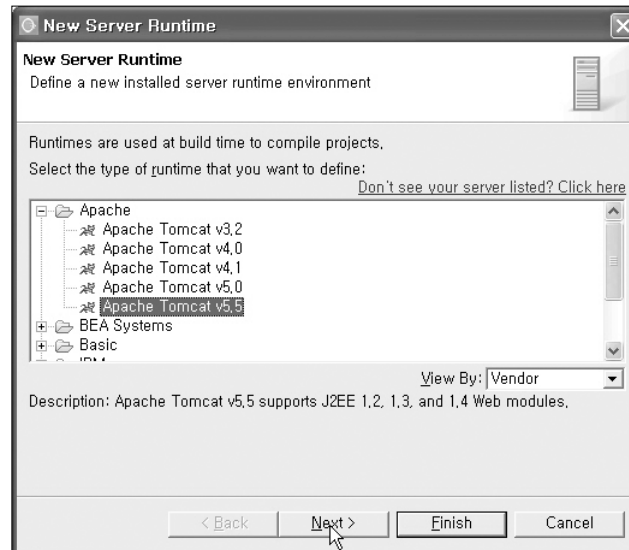 New Server Runtime
New Server Runtime
Define a new installed server runtime environment
Runtimes are used at build time to compile projects,
Select the type of runtime that you want to define:
Don't see your server listed? Click here
Apache
Apache Tomcat v3,2
Apache Tomcat v4,0
Apache Tomcat v4,1
Apache Tomcat v5,0
Apache Tomcat v5,5
BEA Systems
Basic
View By: Vendor
Description: Apache Tomcat v5,5 supports J2EE 1,2, 1,3, and 1,4 Web modules,
< Back Next > Finish Cancel